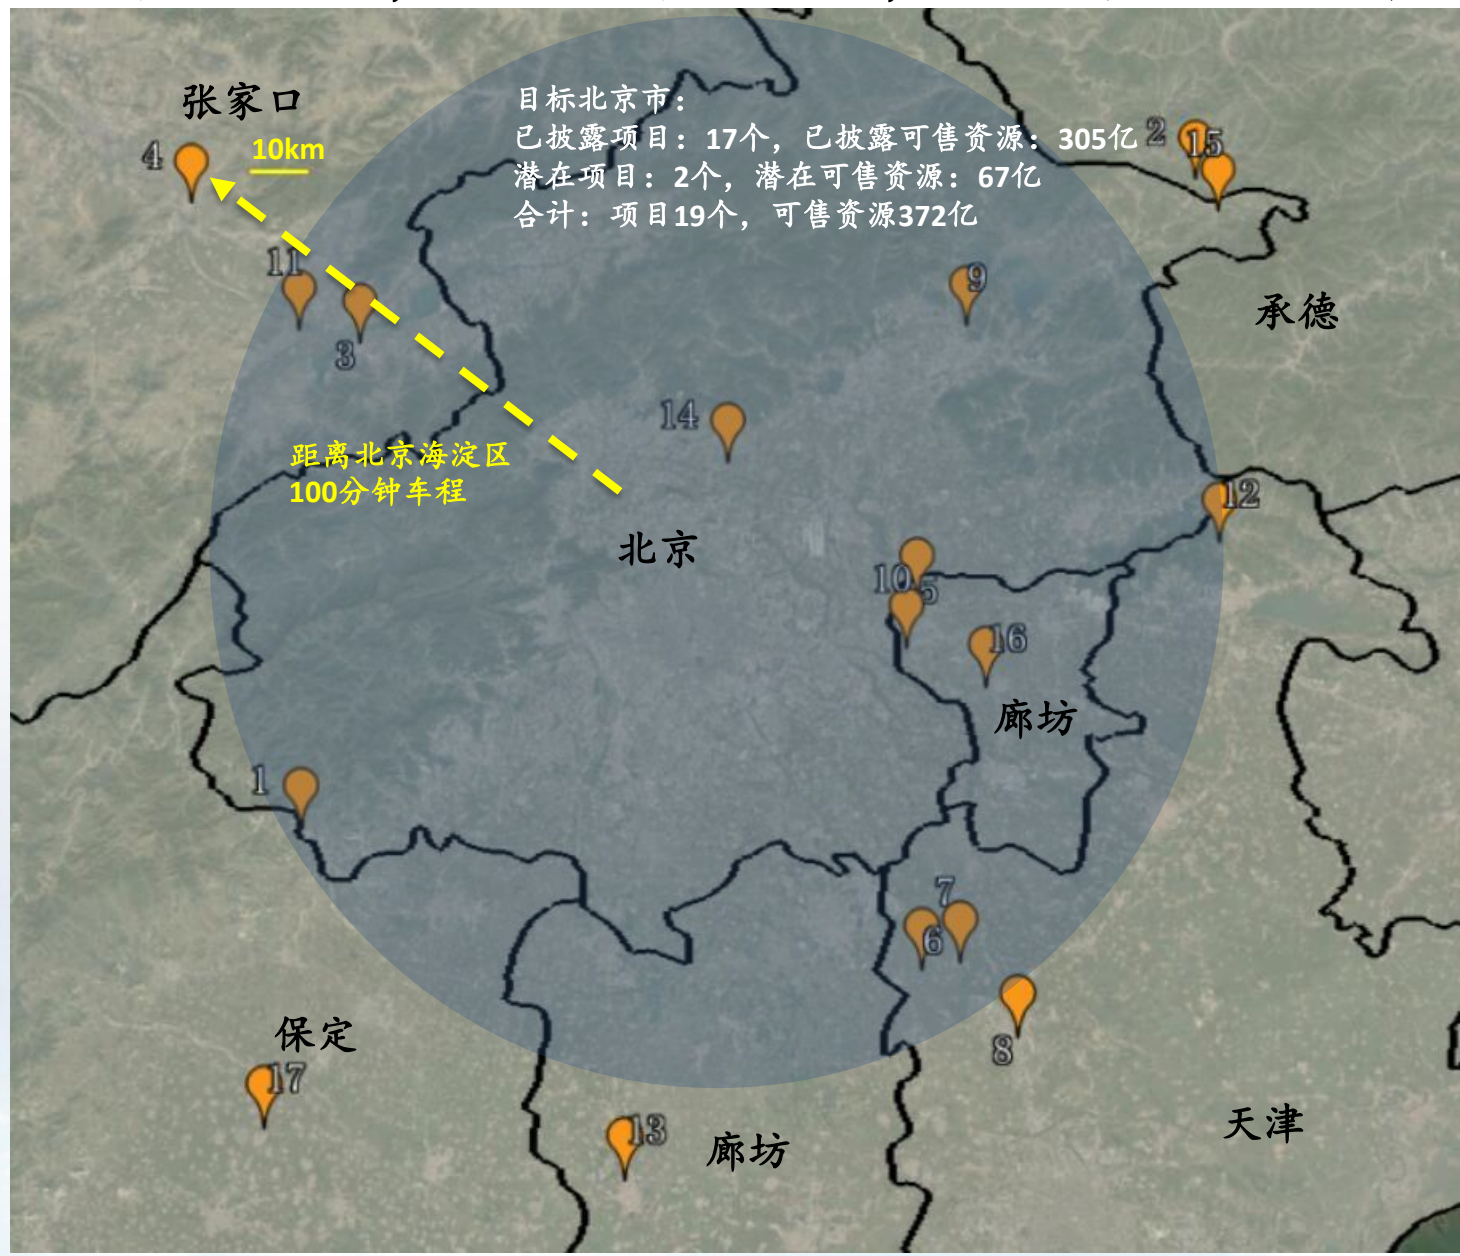 张家口
4
10km
目标北京市：
已披露项目：17个，已披露可售资源：305亿
潜在项目：2个，潜在可售资源：67亿
合计：项目19个，可售资源372亿
2
15
11
3
9
承德
14
距离北京海淀区
100分钟车程
12
北京
10
5
16
廊坊
1
7
6
8
保定
17
13
廊坊
天津